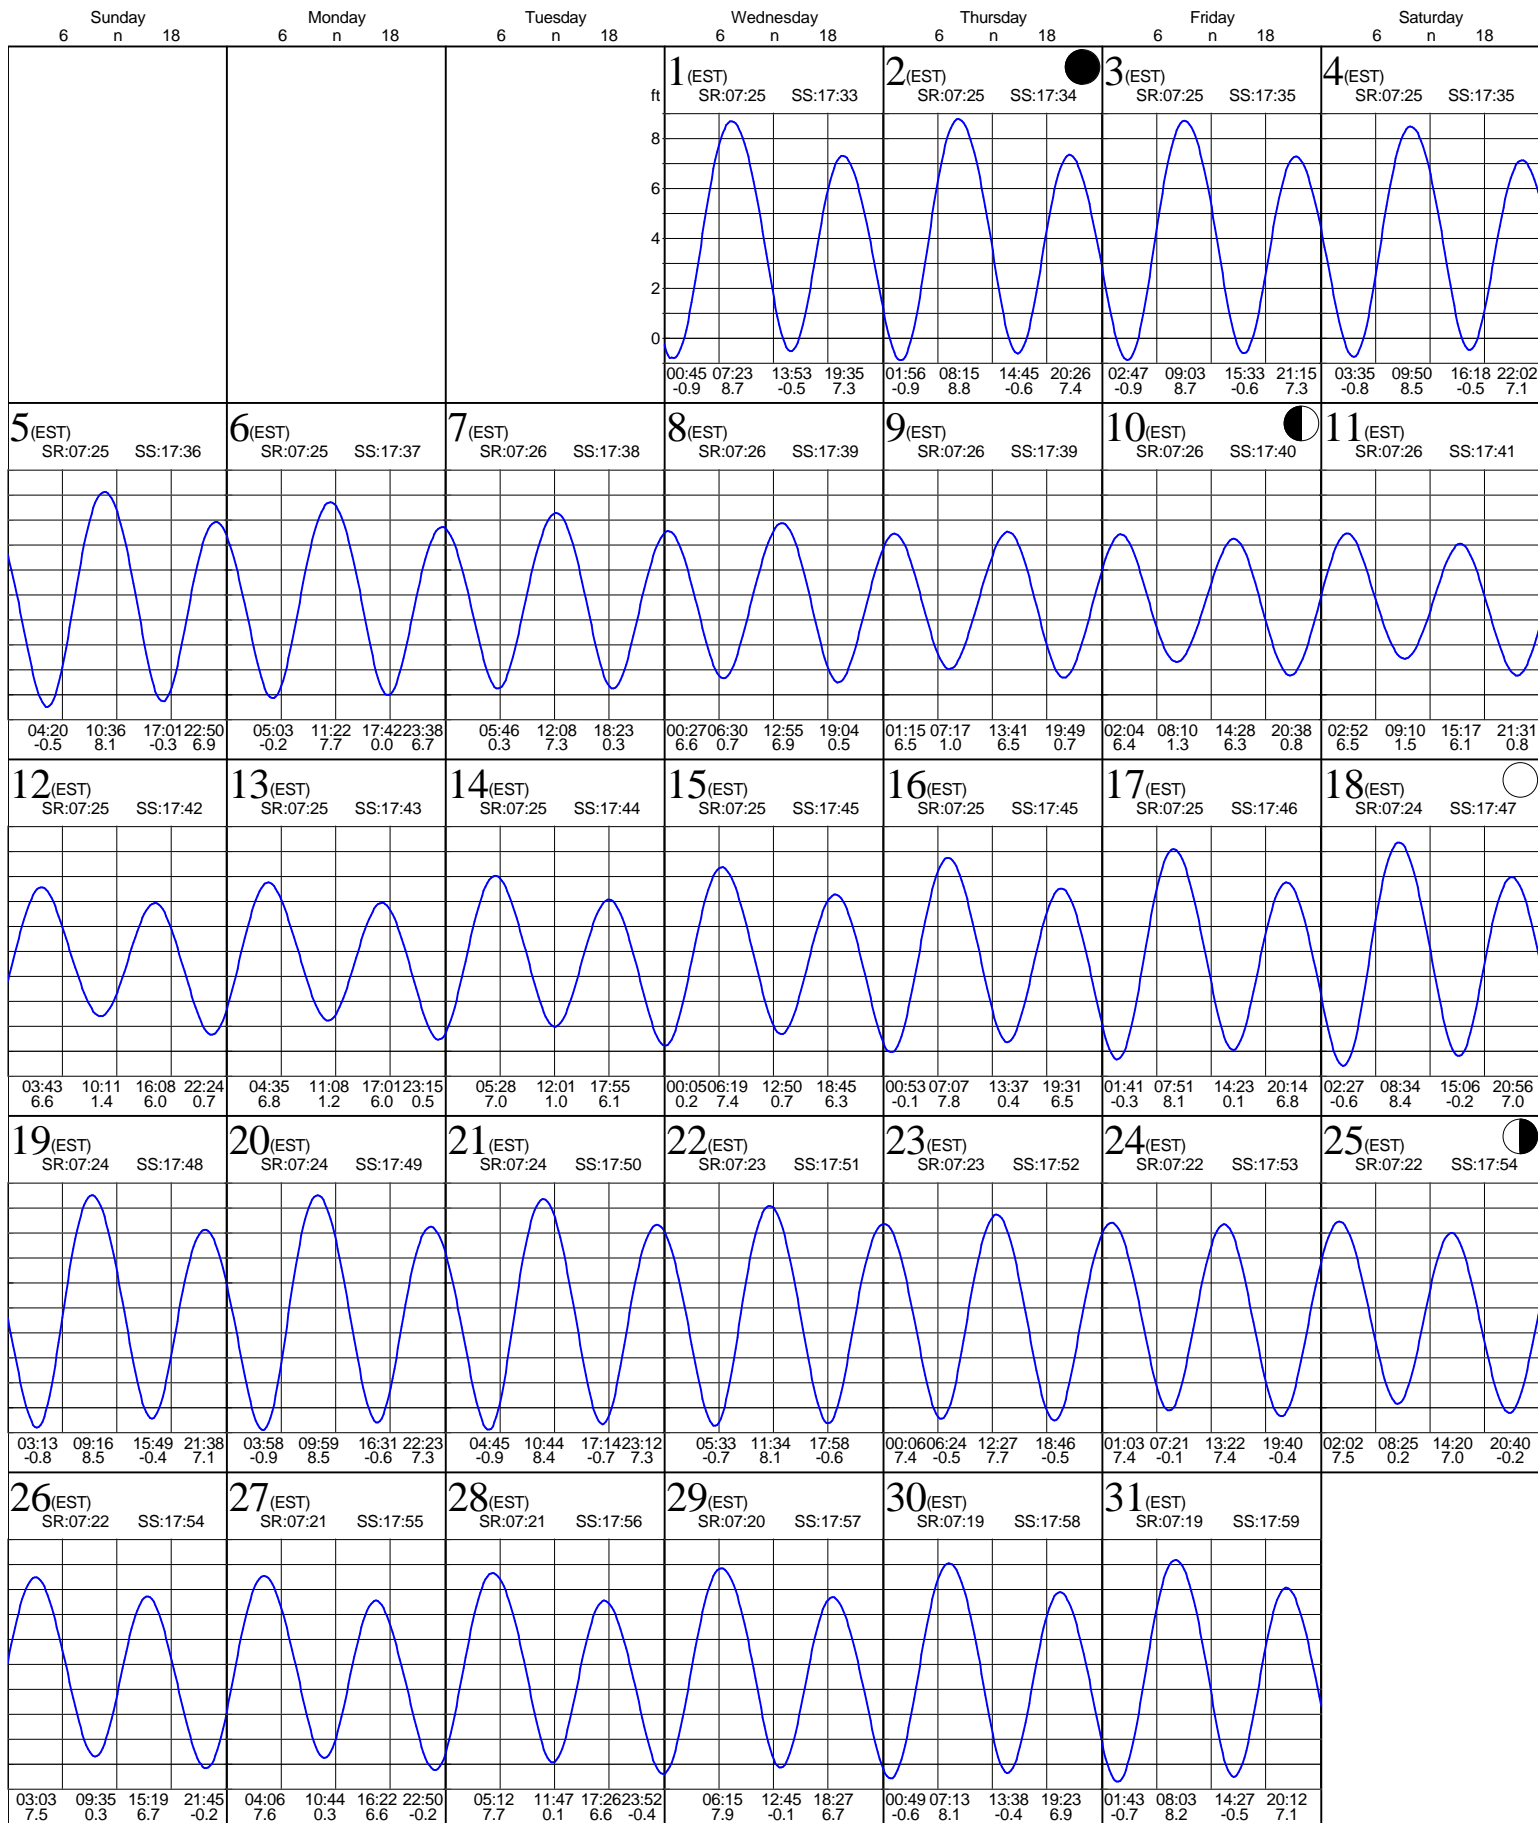 Sunday Monday Tuesday Wednesday Thursday Friday Saturday
6 n 18 6 n 18 6 n 18 6 n 18 6 n 18 6 n 18 6 n 18
1(EST) 2(EST) 3(EST) 4(EST)
ft SR:07:25 SS:17:33 SR:07:25 SS:17:34 SR:07:25 SS:17:35 SR:07:25 SS:17:35
8
6
4
2
0
00:45 07:23 13:53 19:35 01:56 08:15 14:45 20:26 02:47 09:03 15:33 21:15 03:35 09:50 16:18 22:02
-0.9 8.7 -0.5 7.3 -0.9 8.8 -0.6 7.4 -0.9 8.7 -0.6 7.3 -0.8 8.5 -0.5 7.1
5(EST) 6(EST) 7(EST) 8(EST) 9(EST) 10(EST) 11(EST)
SR:07:25 SS:17:36 SR:07:25 SS:17:37 SR:07:26 SS:17:38 SR:07:26 SS:17:39 SR:07:26 SS:17:39 SR:07:26 SS:17:40 SR:07:26 SS:17:41
04:20 10:36 17:01 22:50 05:03 11:22 17:42 23:38 05:46 12:08 18:23 00:27 06:30 12:55 19:04 01:15 07:17 13:41 19:49 02:04 08:10 14:28 20:38 02:52 09:10 15:17 21:31
-0.5 8.1 -0.3 6.9 -0.2 7.7 0.0 6.7 0.3 7.3 0.3 6.6 0.7 6.9 0.5 6.5 1.0 6.5 0.7 6.4 1.3 6.3 0.8 6.5 1.5 6.1 0.8
12(EST) 13(EST) 14(EST) 15(EST) 16(EST) 17(EST) 18(EST)
SR:07:25 SS:17:42 SR:07:25 SS:17:43 SR:07:25 SS:17:44 SR:07:25 SS:17:45 SR:07:25 SS:17:45 SR:07:25 SS:17:46 SR:07:24 SS:17:47
03:43 10:11 16:08 22:24 04:35 11:08 17:01 23:15 05:28 12:01 17:55 00:05 06:19 12:50 18:45 00:53 07:07 13:37 19:31 01:41 07:51 14:23 20:14 02:27 08:34 15:06 20:56
6.6 1.4 6.0 0.7 6.8 1.2 6.0 0.5 7.0 1.0 6.1 0.2 7.4 0.7 6.3 -0.1 7.8 0.4 6.5 -0.3 8.1 0.1 6.8 -0.6 8.4 -0.2 7.0
19(EST) 20(EST) 21(EST) 22(EST) 23(EST) 24(EST) 25(EST)
SR:07:24 SS:17:48 SR:07:24 SS:17:49 SR:07:24 SS:17:50 SR:07:23 SS:17:51 SR:07:23 SS:17:52 SR:07:22 SS:17:53 SR:07:22 SS:17:54
03:13 09:16 15:49 21:38 03:58 09:59 16:31 22:23 04:45 10:44 17:14 23:12 05:33 11:34 17:58 00:06 06:24 12:27 18:46 01:03 07:21 13:22 19:40 02:02 08:25 14:20 20:40
-0.8 8.5 -0.4 7.1 -0.9 8.5 -0.6 7.3 -0.9 8.4 -0.7 7.3 -0.7 8.1 -0.6 7.4 -0.5 7.7 -0.5 7.4 -0.1 7.4 -0.4 7.5 0.2 7.0 -0.2
26(EST) 27(EST) 28(EST) 29(EST) 30(EST) 31(EST)
SR:07:22 SS:17:54 SR:07:21 SS:17:55 SR:07:21 SS:17:56 SR:07:20 SS:17:57 SR:07:19 SS:17:58 SR:07:19 SS:17:59
03:03 09:35 15:19 21:45 04:06 10:44 16:22 22:50 05:12 11:47 17:26 23:52 06:15 12:45 18:27 00:49 07:13 13:38 19:23 01:43 08:03 14:27 20:12
7.5 0.3 6.7 -0.2 7.6 0.3 6.6 -0.2 7.7 0.1 6.6 -0.4 7.9 -0.1 6.7 -0.6 8.1 -0.4 6.9 -0.7 8.2 -0.5 7.1